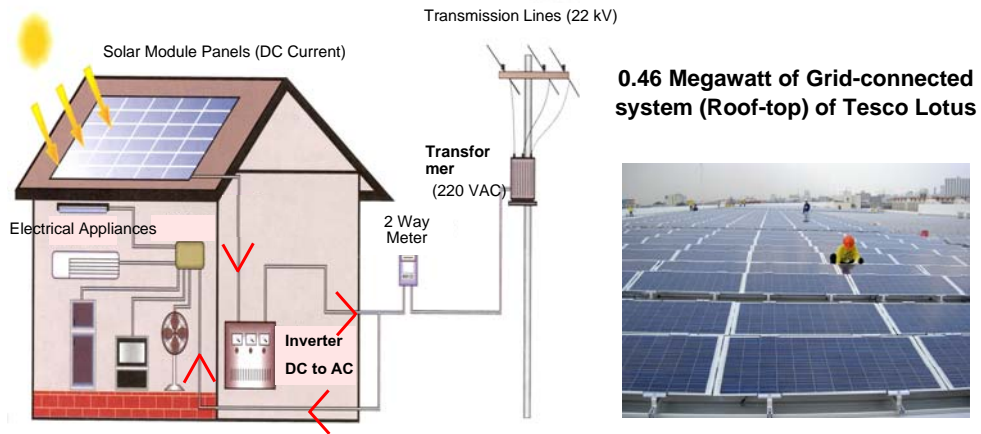 Transmission Lines (22 kV)
Solar Module Panels (DC Current)
0.46 Megawatt of Grid-connected
system (Roof-top) of Tesco Lotus
Transfor
mer
(220 VAC)
Electrical Appliances
2 Way
Meter
Inverter
DC to AC